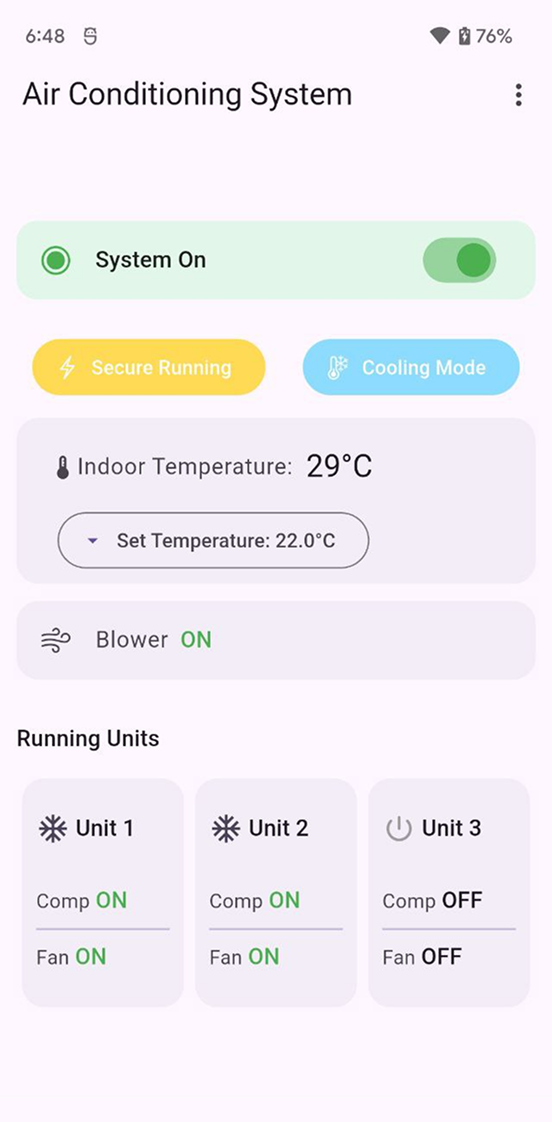 6:48 76%
Air Conditioning System
System On
Secure Running Cooling Mode
Indoor Temperature: 29°C
Set Temperature: 22.0°C
Blower ON
Running Units
Unit 1 Unit 2 Unit 3
Comp ON Comp ON Comp OFF
Fan ON Fan ON Fan OFF